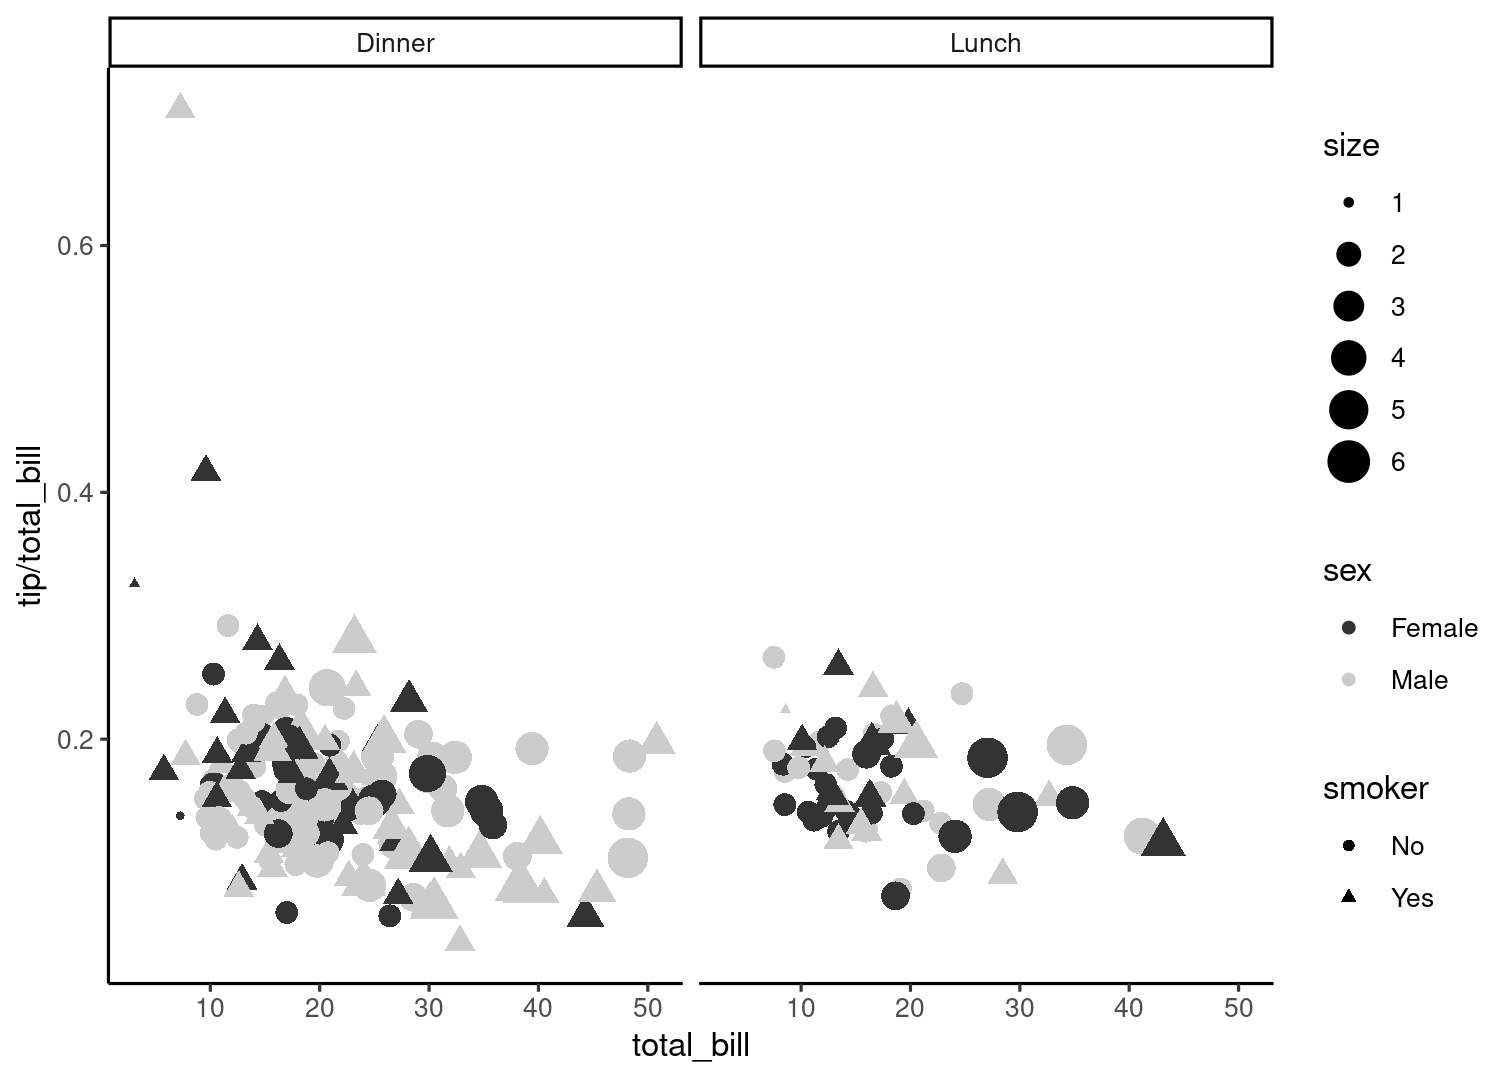 Dinner
Lunch
0.6
0.4
0.2
tip/total_bill
10 20 30 40 50
10 20 30 40 50
total_bill
size
1
2
3
4
5
6
sex
Female
Male
smoker
No
Yes